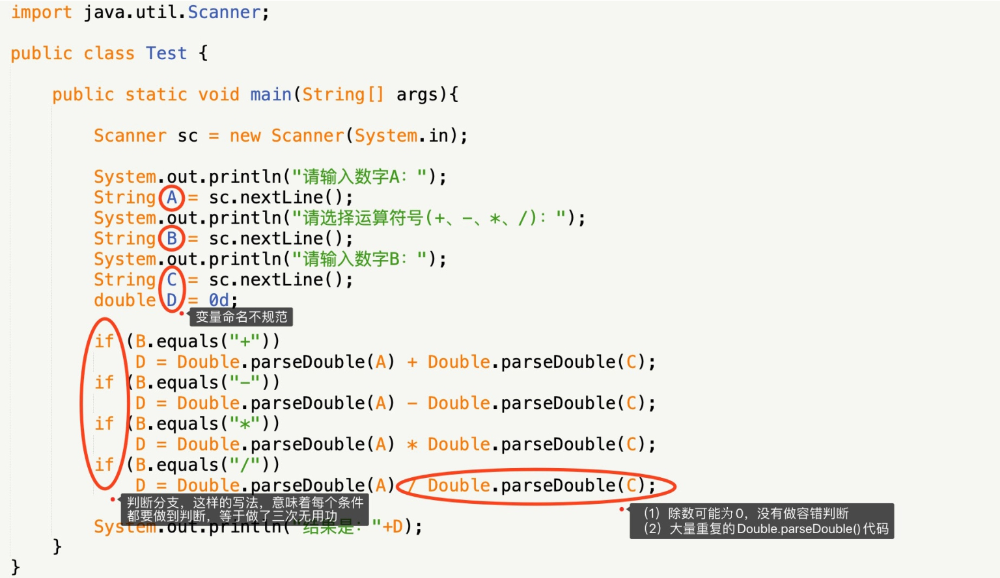 import java.util.Scanner;
public class Test {
public static void main(String[] args){
Scanner sc = new Scanner(System.in);
System.out.println("请输入数字A：");
String A = sc.nextLine();
System.out.println("请选择运算符号(+、-、*、/)：");
String B = sc.nextLine();
System.out.println("请输入数字B：");
String C = sc.nextLine();
double D = 0d;
变量命名不规范
if (B.equals("+"))
D = Double.parseDouble(A) + Double.parseDouble(C);
if (B.equals("-"))
D = Double.parseDouble(A) - Double.parseDouble(C);
if (B.equals("*"))
D = Double.parseDouble(A) * Double.parseDouble(C);
if (B.equals("/"))
D = Double.parseDouble(A) / Double.parseDouble(C);
判断分支，这样的写法，意味着每个条件
都要做到判断，等于做了三次无用功
（1）除数可能为0，没有做容错判断
（2）大量重复的Double.parseDouble()代码
System.out.println("结果是："+D);
}
}